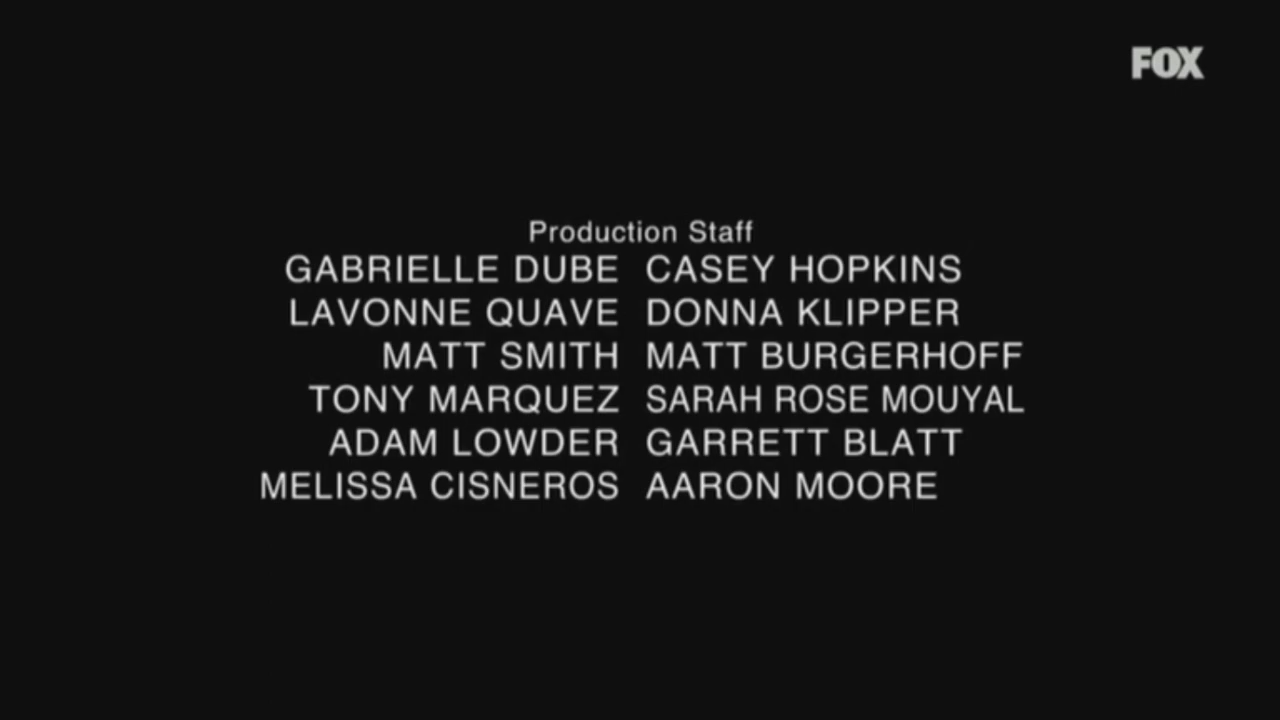 FOX
Production Staff
GABRIELLE DUBE CASEY HOPKINS
LAVONNE QUAVE DONNA KLIPPER
MATT SMITH MATT BURGERHOFF
TONY MARQUEZ SARAH ROSE MOUYAL
ADAM LOWDER GARRETT BLATT
MELISSA CISNEROS AARON MOORE